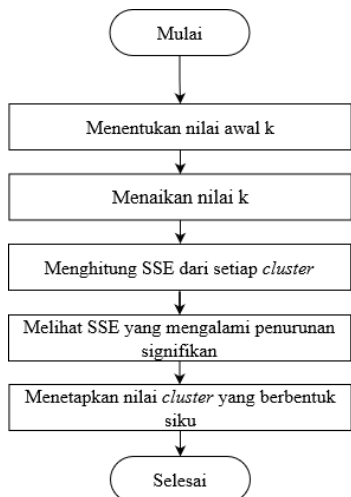 Mulai
Menentukan nilai awal k
Menaikan nilai k
Menghitung SSE dari setiap cluster
Melihat SSE yang mengalami penurunan
signifikan
Menetapkan nilai cluster yang berbentuk
siku
Selesai